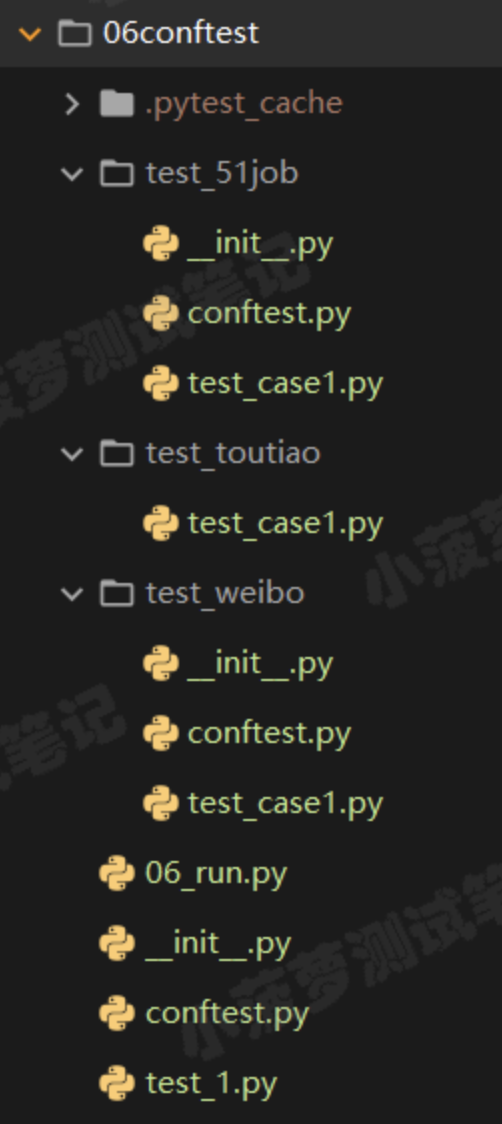 06conftest
.pytest_cache
test_51job
__init__.py
conftest.py
test_case1.py
test_toutiao
test_case1.py
test_weibo
__init__.py
conftest.py
test_case1.py
06_run.py
__init__.py
conftest.py
test_1.py
小菠萝测试笔记